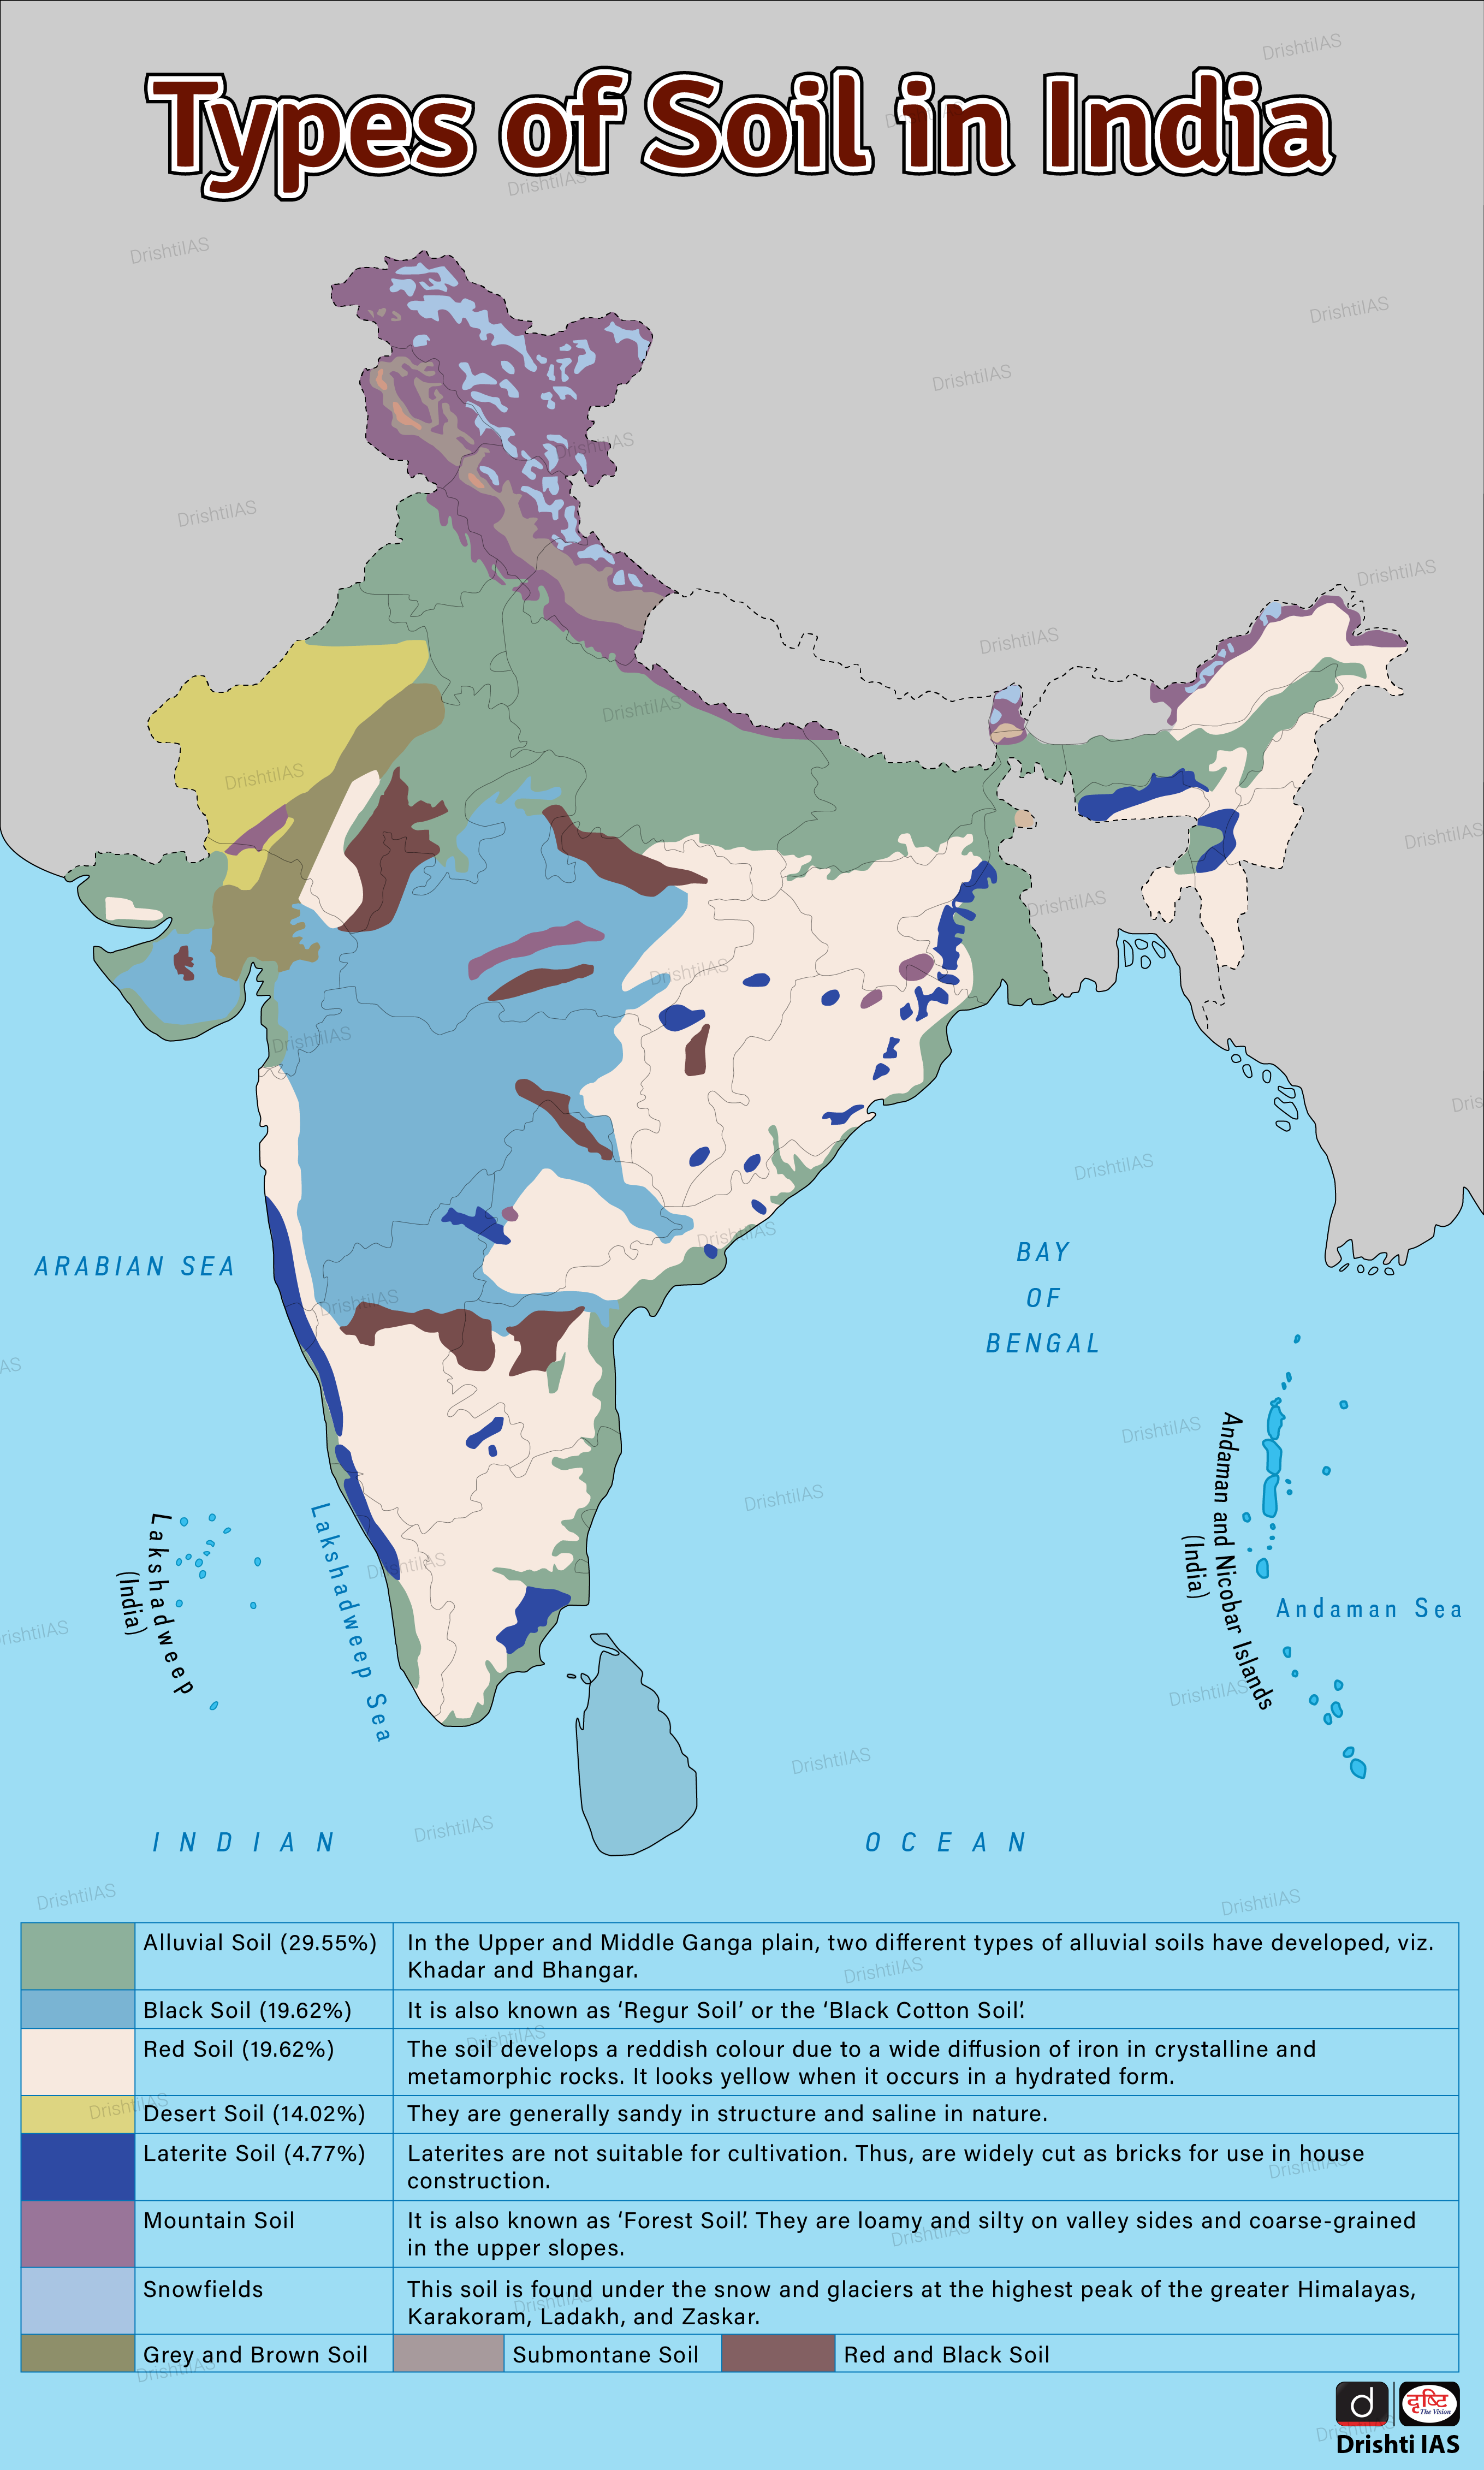 Types of Soil in India
ARABIAN SEA
BAY
OF
BENGAL
Lakshadweep
(India)
Lakshadweep Sea
Andaman and Nicobar Islands
(India)
Andaman Sea
INDIAN
OCEAN
Alluvial Soil (29.55%)
In the Upper and Middle Ganga plain, two different types of alluvial soils have developed, viz.
Khadar and Bhangar.
Black Soil (19.62%)
It is also known as ‘Regur Soil’ or the ‘Black Cotton Soil’.
Red Soil (19.62%)
The soil develops a reddish colour due to a wide diffusion of iron in crystalline and
metamorphic rocks. It looks yellow when it occurs in a hydrated form.
Desert Soil (14.02%)
They are generally sandy in structure and saline in nature.
Laterite Soil (4.77%)
Laterites are not suitable for cultivation. Thus, are widely cut as bricks for use in house
construction.
Mountain Soil
It is also known as ‘Forest Soil’. They are loamy and silty on valley sides and coarse-grained
in the upper slopes.
Snowfields
This soil is found under the snow and glaciers at the highest peak of the greater Himalayas,
Karakoram, Ladakh, and Zaskar.
Grey and Brown Soil
Submontane Soil
Red and Black Soil
d
दृष्टि
The Vision
Drishti IAS
DrishtiIAS